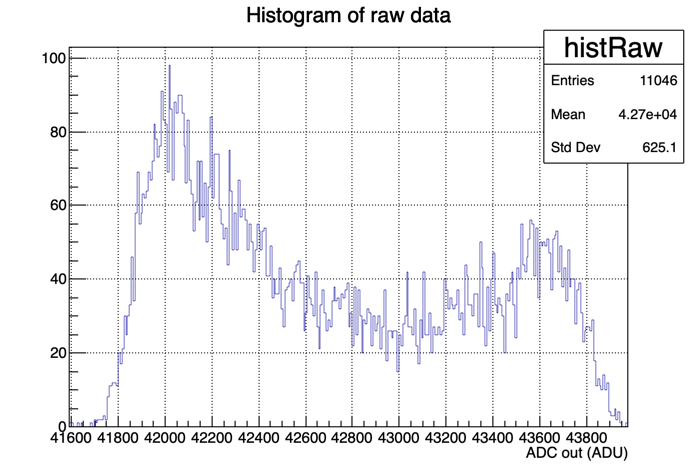 Histogram of raw data
histRaw
Entries 11046
Mean 4.27e+04
Std Dev 625.1
100
80
60
40
20
0
41600 41800 42000 42200 42400 42600 42800 43000 43200 43400 43600 43800
ADC out (ADU)